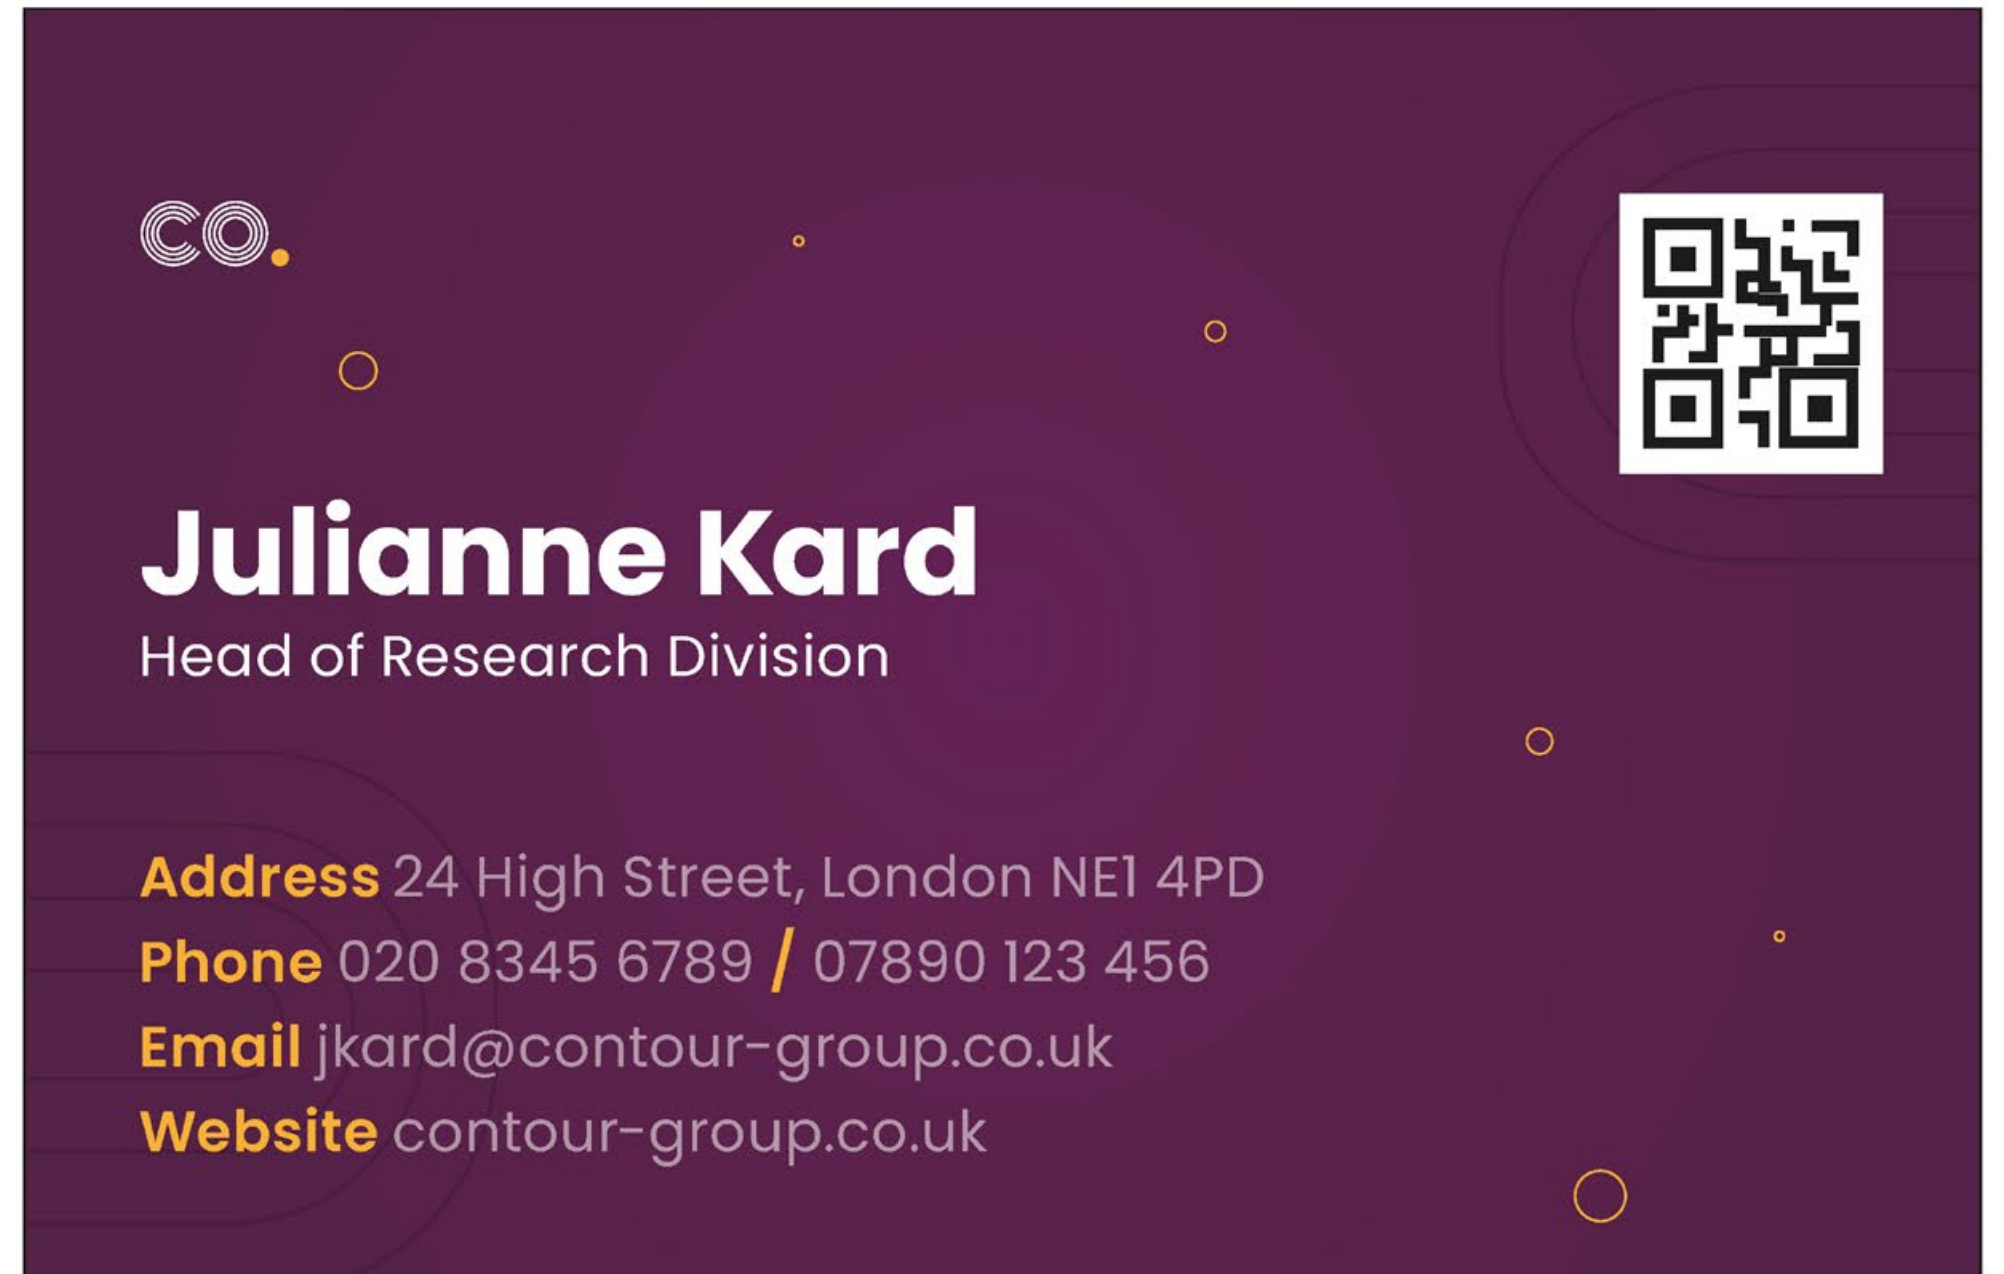 CO.
Julianne Kard
Head of Research Division
Address 24 High Street, London NE1 4PD
Phone 020 8345 6789 / 07890 123 456
Email jkard@contour-group.co.uk
Website contour-group.co.uk